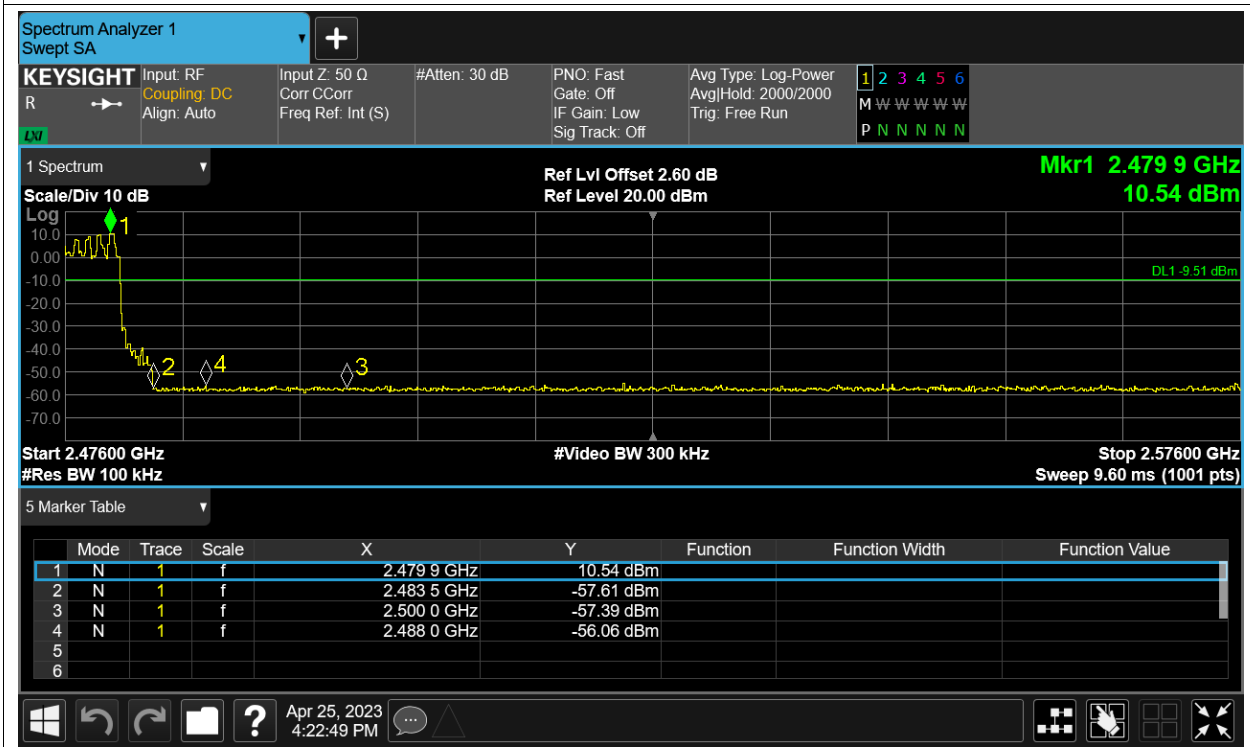 Spectrum Analyzer 1
Swept SA
+
KEYSIGHT Input: RF Input Z: 50 Ω #Atten: 30 dB PNO: Fast Avg Type: Log-Power 1 2 3 4 5 6
R Coupling: DC Corr CCorr Gate: Off Avg|Hold: 2000/2000 M W W W W W W
Align: Auto Freq Ref: Int (S) IF Gain: Low Trig: Free Run
LXI Sig Track: Off P N N N N N N
1 Spectrum Ref Lvl Offset 2.60 dB Mkr1 2.479 9 GHz
Scale/Div 10 dB Ref Level 20.00 dBm 10.54 dBm
Log
1
10.0
0.00
DL1 -9.51 dBm
-10.0
-20.0
-30.0
-40.0
2 4 3
-50.0
-60.0
-70.0
Start 2.47600 GHz #Video BW 300 kHz Stop 2.57600 GHz
#Res BW 100 kHz Sweep 9.60 ms (1001 pts)
5 Marker Table
Mode Trace Scale X Y Function Function Width Function Value
1 N 1 f 2.479 9 GHz 10.54 dBm
2 N 1 f 2.483 5 GHz -57.61 dBm
3 N 1 f 2.500 0 GHz -57.39 dBm
4 N 1 f 2.488 0 GHz -56.06 dBm
5
6
? Apr 25, 2023
4:22:49 PM